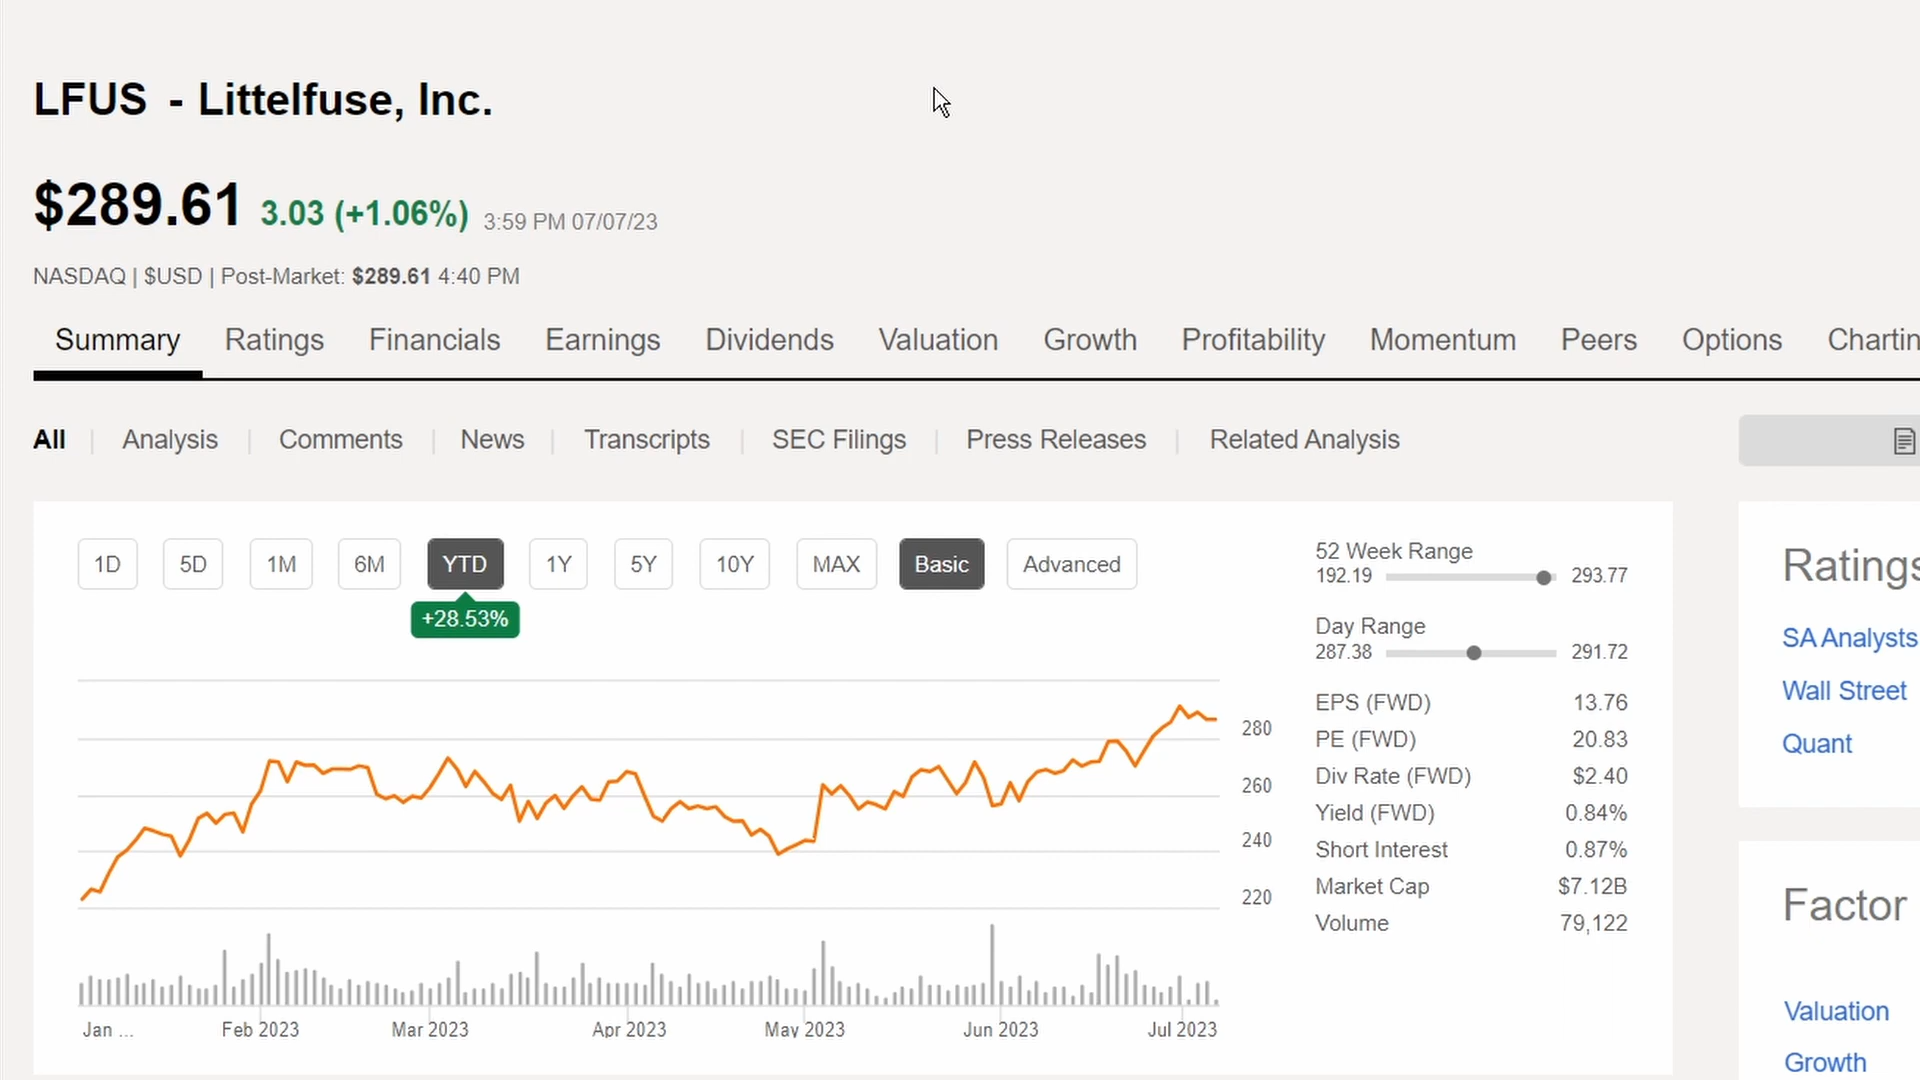 LFUS - Littelfuse, Inc.
$289.61 3.03 (+1.06%) 3:59 PM 07/07/23
NASDAQ | $USD | Post-Market: $289.61 4:40 PM
Summary Ratings Financials Earnings Dividends Valuation Growth Profitability Momentum Peers Options Chartin
All | Analysis | Comments | News | Transcripts | SEC Filings | Press Releases | Related Analysis
1D 5D 1M 6M YTD 1Y 5Y 10Y MAX Basic Advanced
+28.53%
280
260
240
220
Jan ... Feb 2023 Mar 2023 Apr 2023 May 2023 Jun 2023 Jul 2023
52 Week Range
192.19 293.77
Day Range
287.38 291.72
EPS (FWD) 13.76
PE (FWD) 20.83
Div Rate (FWD) $2.40
Yield (FWD) 0.84%
Short Interest 0.87%
Market Cap $7.12B
Volume 79,122
Ratings
SA Analysts
Wall Street
Quant
Factor
Valuation
Growth